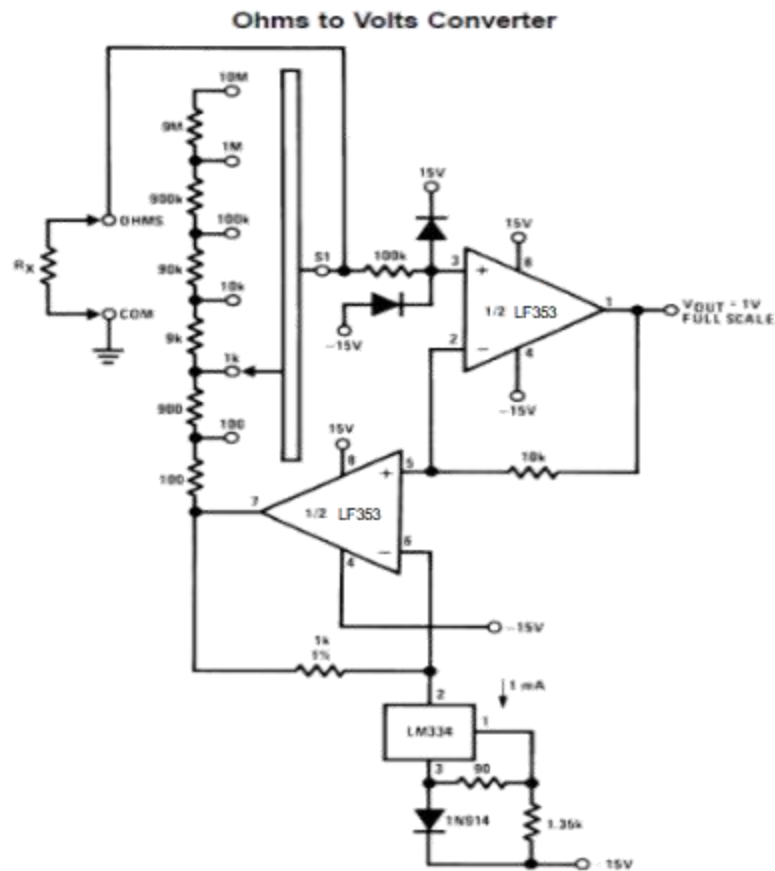 Ohms to Volts Converter
10M
9M
1M
900k
100k
90k
10k
9k
1k
900
100
100
OHMS
RX
COM
S1
100k
15V
-15V
15V
3
8
+
1/2 LF353
1
2
-
4
-15V
VOUT - 1V
FULL SCALE
10k
15V
8
5
+
7
1/2 LF353
6
-
4
-15V
1k
1%
2
1 mA
LM334
1
3
90
1N914
1.35k
-15V